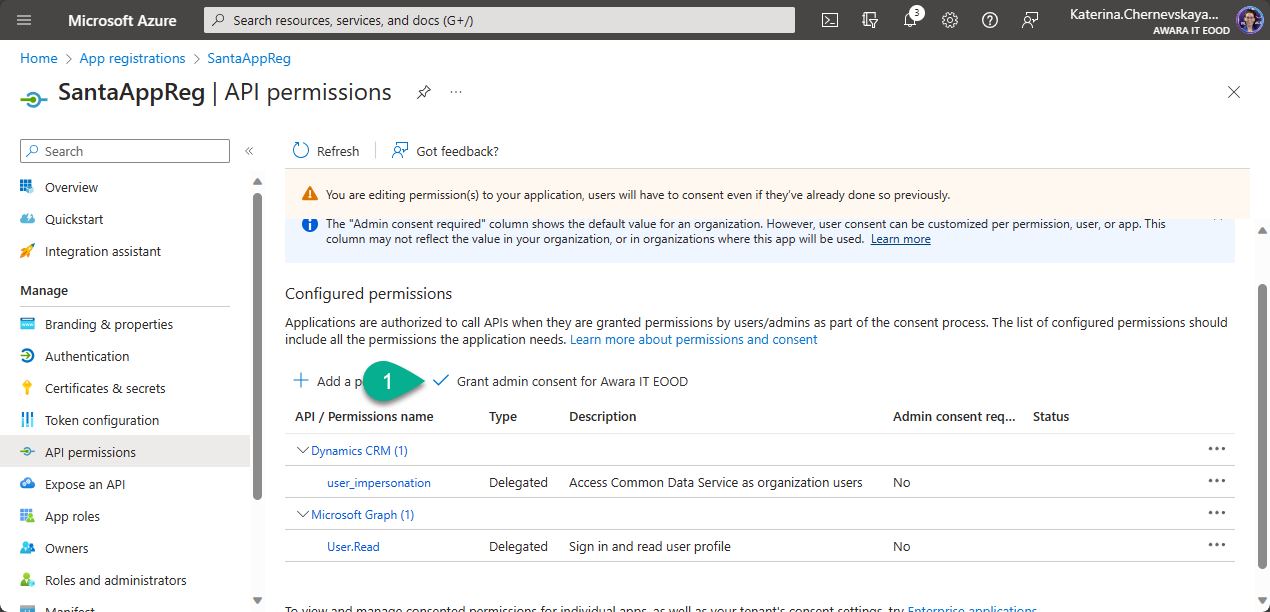 Microsoft Azure
Search resources, services, and docs (G+/)
3
Katerina.Chernevskaya...
AWARA IT EOOD
Home > App registrations > SantaAppReg
SantaAppReg | API permissions
Search
Refresh
Got feedback?
Overview
Quickstart
Integration assistant
Manage
Branding & properties
Authentication
Certificates & secrets
Token configuration
API permissions
Expose an API
App roles
Owners
Roles and administrators
Manifest
You are editing permission(s) to your application, users will have to consent even if they've already done so previously.
The "Admin consent required" column shows the default value for an organization. However, user consent can be customized per permission, user, or app. This
column may not reflect the value in your organization, or in organizations where this app will be used. Learn more
Configured permissions
Applications are authorized to call APIs when they are granted permissions by users/admins as part of the consent process. The list of configured permissions should
include all the permissions the application needs. Learn more about permissions and consent
Add a p
1
Grant admin consent for Awara IT EOOD
API / Permissions name Type Description Admin consent req... Status
Dynamics CRM (1)
user_impersonation Delegated Access Common Data Service as organization users No
Microsoft Graph (1)
User.Read Delegated Sign in and read user profile No
To view and manage consented permissions for individual apps, as well as your tenant's consent settings, try Enterprise applications.